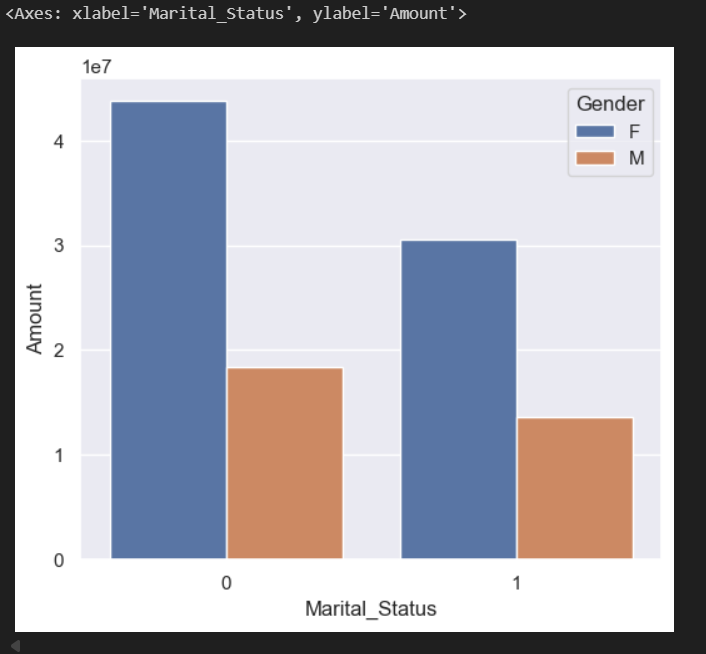 <Axes: xlabel='Marital_Status', ylabel='Amount'>
1e7
Gender
F
M
4
3
2
1
0
Amount
0 1
Marital_Status